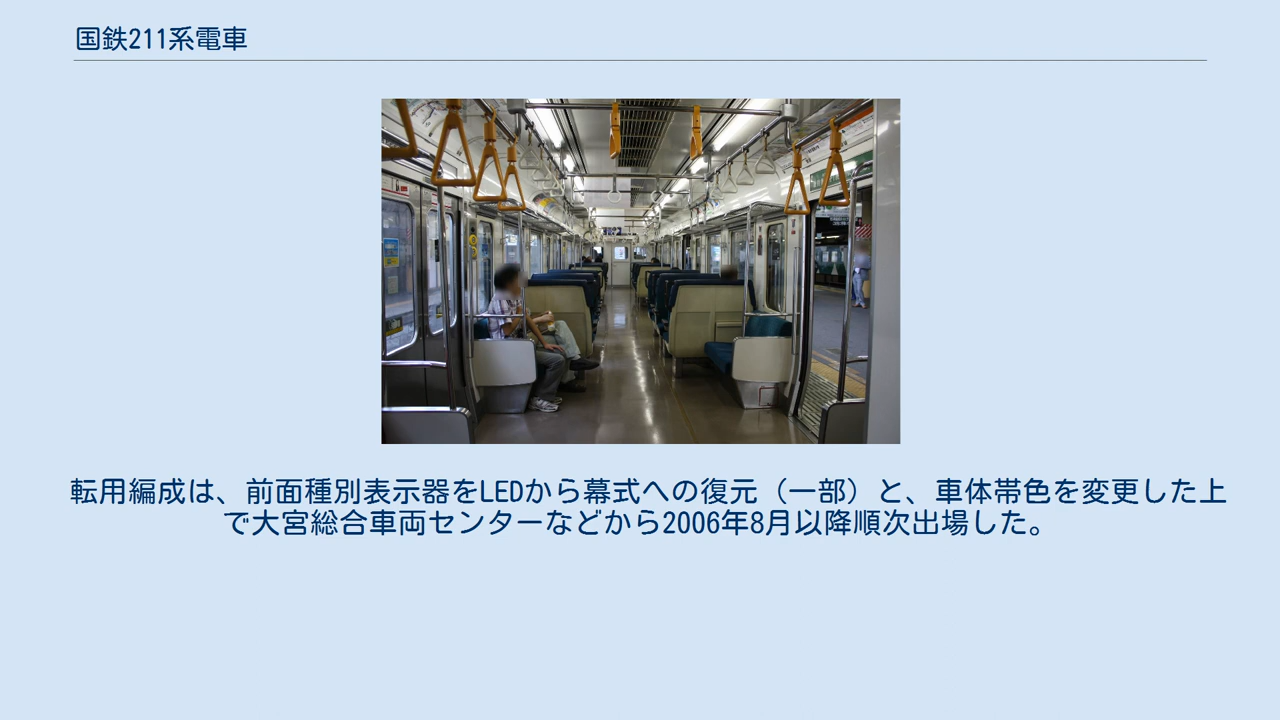 国鉄211系電車
転用編成は、前面種別表示器をLEDから幕式への復元（一部）と、車体帯色を変更した上
で大宮総合車両センターなどから2006年8月以降順次出場した。